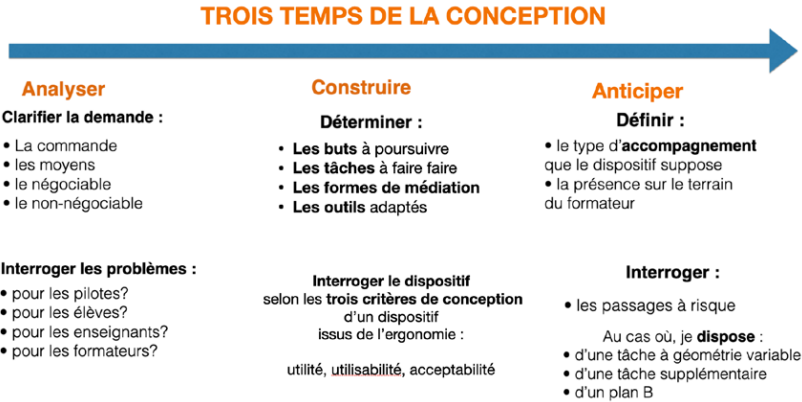 TROIS TEMPS DE LA CONCEPTION
Analyser
Clarifier la demande :
• La commande
• les moyens
• le négociable
• le non-négociable
Interroger les problèmes :
• pour les pilotes?
• pour les élèves?
• pour les enseignants?
• pour les formateurs?
Construire
Déterminer :
• Les buts à poursuivre
• Les tâches à faire faire
• Les formes de médiation
• Les outils adaptés
Interroger le dispositif
selon les trois critères de conception
d'un dispositif
issus de l'ergonomie :
utilité, utilisabilité, acceptabilité
Anticiper
Définir :
• le type d'accompagnement
que le dispositif suppose
• la présence sur le terrain
du formateur
Interroger :
• les passages à risque
Au cas où, je dispose :
• d'une tâche à géométrie variable
• d'une tâche supplémentaire
• d'un plan B